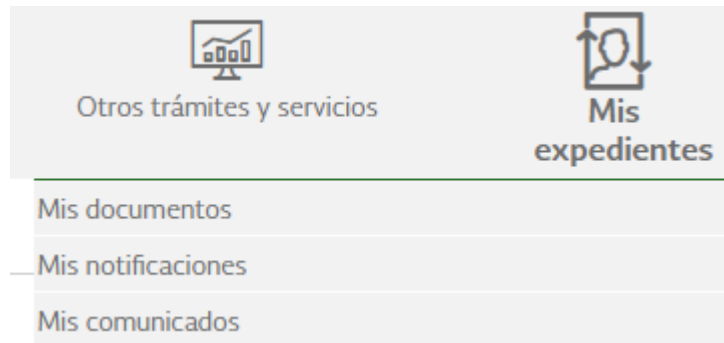 Otros trámites y servicios
Mis
expedientes
Mis documentos
Mis notificaciones
Mis comunicados